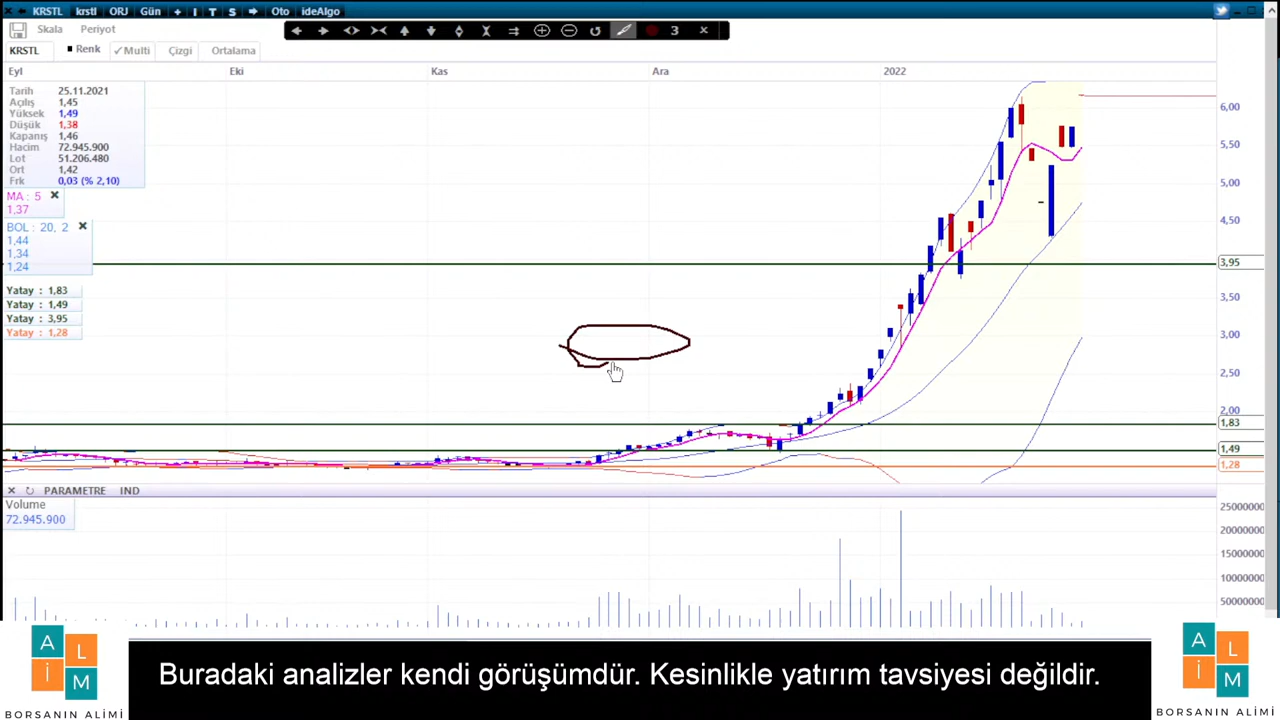 KRSTL krstl ORJ Gün + I T S Oto ideAlgo
Skala Periyot
3 x
KRSTL Renk ✓Multi Çizgi Ortalama
Eyl Eki Kas Ara 2022
Tarih 25.11.2021
Açılış 1,45
Yüksek 1,49
Düşük 1,38
Kapanış 1,46
Hacim 72.945.900
Lot 51.206.480
Ort 1,42
Frk 0,03 (% 2,10)
MA : 5
1,37
BOL : 20, 2
1,44
1,34
1,24
Yatay : 1,83
Yatay : 1,49
Yatay : 3,95
Yatay : 1,28
6,00
5,50
5,00
4,50
3,95
3,50
3,00
2,50
2,00
1,83
1,49
1,28
PARAMETRE IND
Volume
72.945.900
25000000
20000000
15000000
10000000
50000000
A L
İ M
BORSANIN ALİMİ
Buradaki analizler kendi görüşümdür. Kesinlikle yatırım tavsiyesi değildir.
A L
İ M
BORSANIN ALİMİ